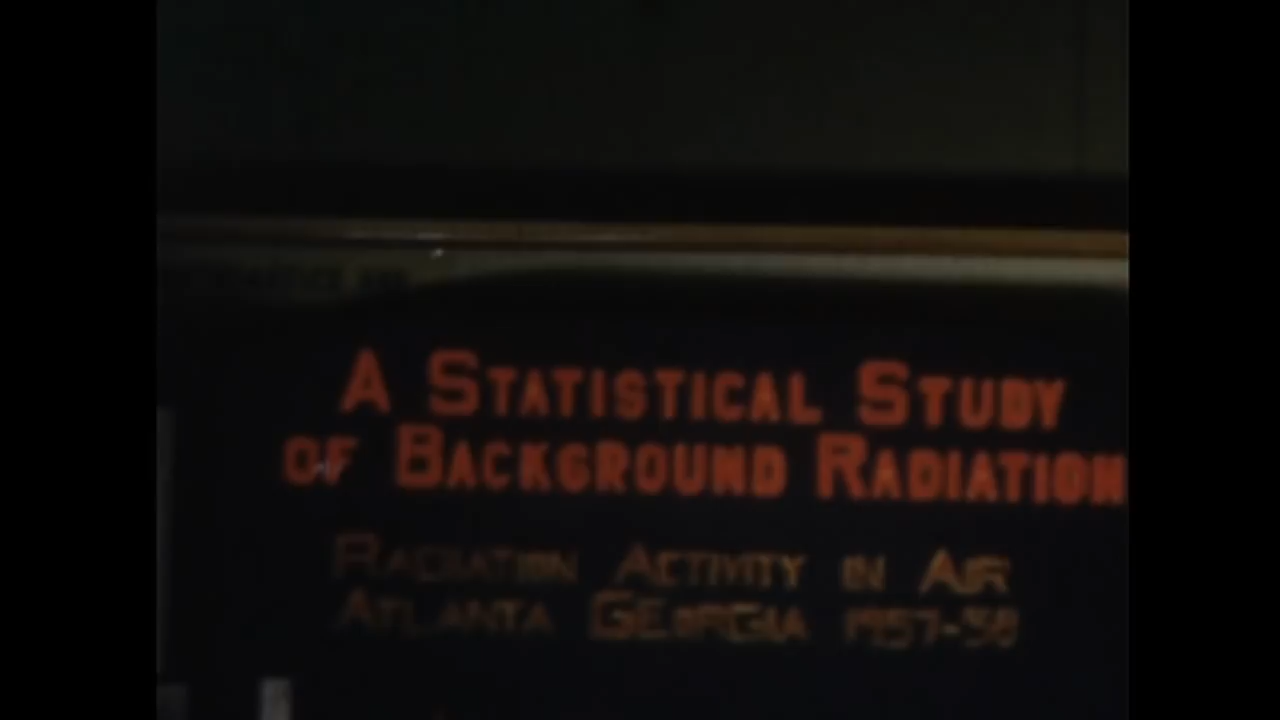 A STATISTICAL STUDY
OF BACKGROUND RADIATION
RADIATION ACTIVITY IN AIR
ATLANTA GEORGIA 1957-58